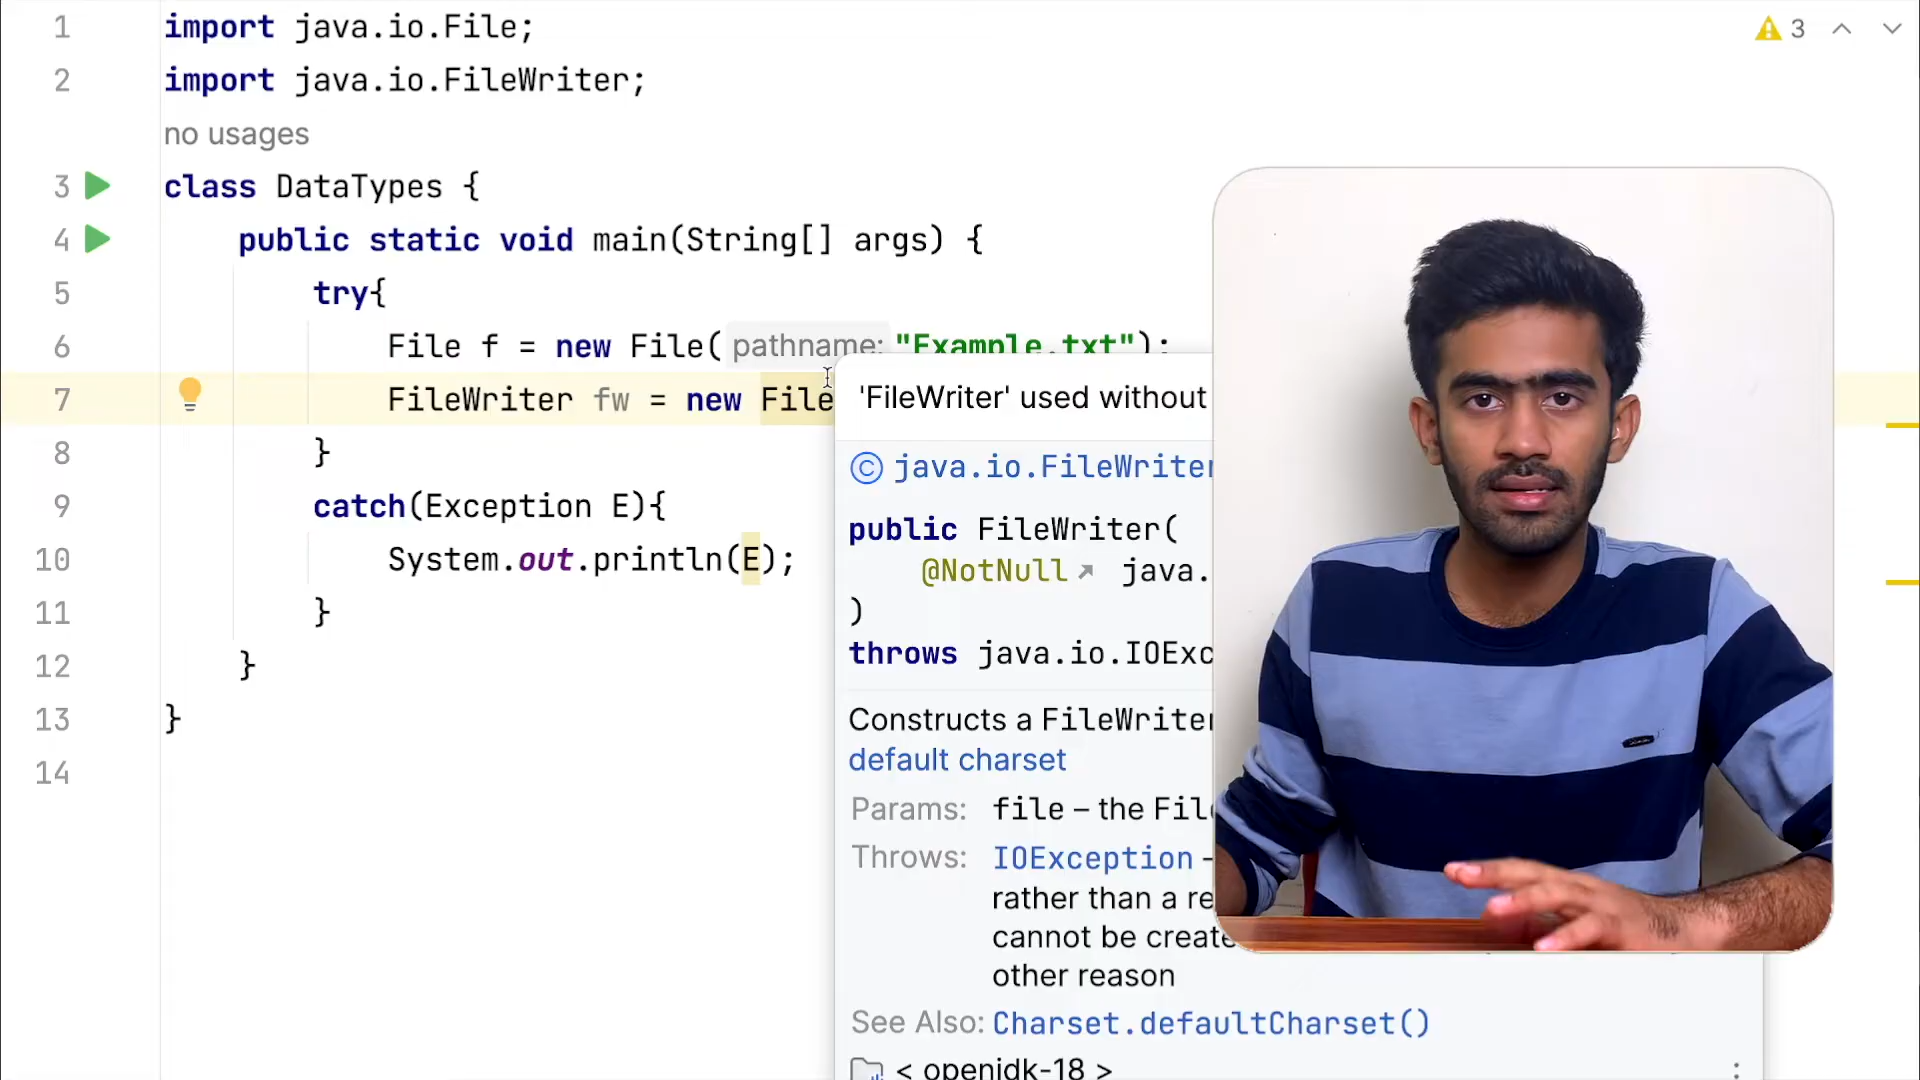 1 import java.io.File;
2 import java.io.FileWriter;
no usages
3 class DataTypes {
4 public static void main(String[] args) {
5 try{
6 File f = new File( pathname: "Example.txt");
7 FileWriter fw = new File
8 }
9 catch(Exception E){
10 System.out.println(E);
11 }
12 }
13 }
14
3
'FileWriter' used without
© java.io.FileWriter
public FileWriter(
@NotNull ↗ java.
)
throws java.io.IOExc
Constructs a FileWriter
default charset
Params: file – the File
Throws: IOException –
rather than a re
cannot be create
other reason
See Also: Charset.defaultCharset()
< openjdk-18 >